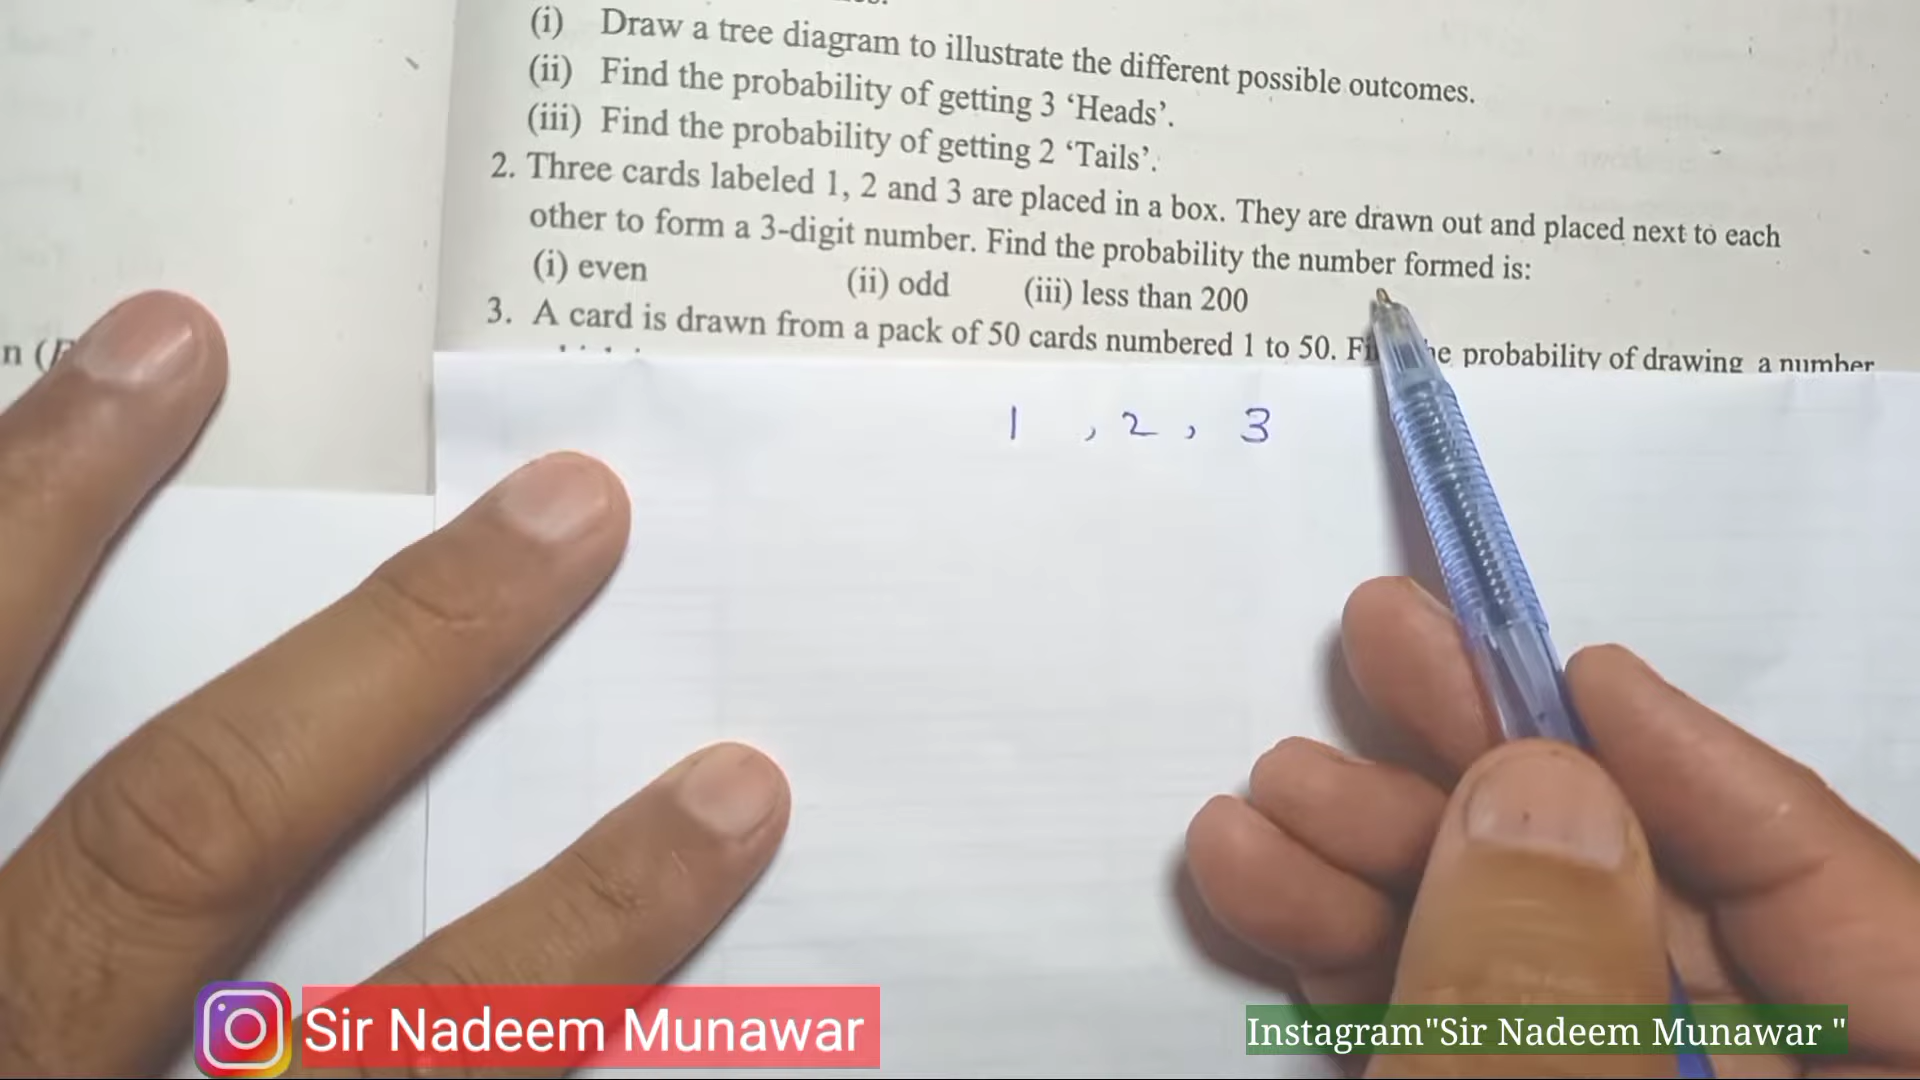 (i) Draw a tree diagram to illustrate the different possible outcomes.
(ii) Find the probability of getting 3 ‘Heads’.
(iii) Find the probability of getting 2 ‘Tails’.
2. Three cards labeled 1, 2 and 3 are placed in a box. They are drawn out and placed next to each
other to form a 3-digit number. Find the probability the number formed is:
(i) even (ii) odd (iii) less than 200
3. A card is drawn from a pack of 50 cards numbered 1 to 50. probability of drawing a number
n (
1 , 2 , 3
Sir Nadeem Munawar
Instagram"Sir Nadeem Munawar "